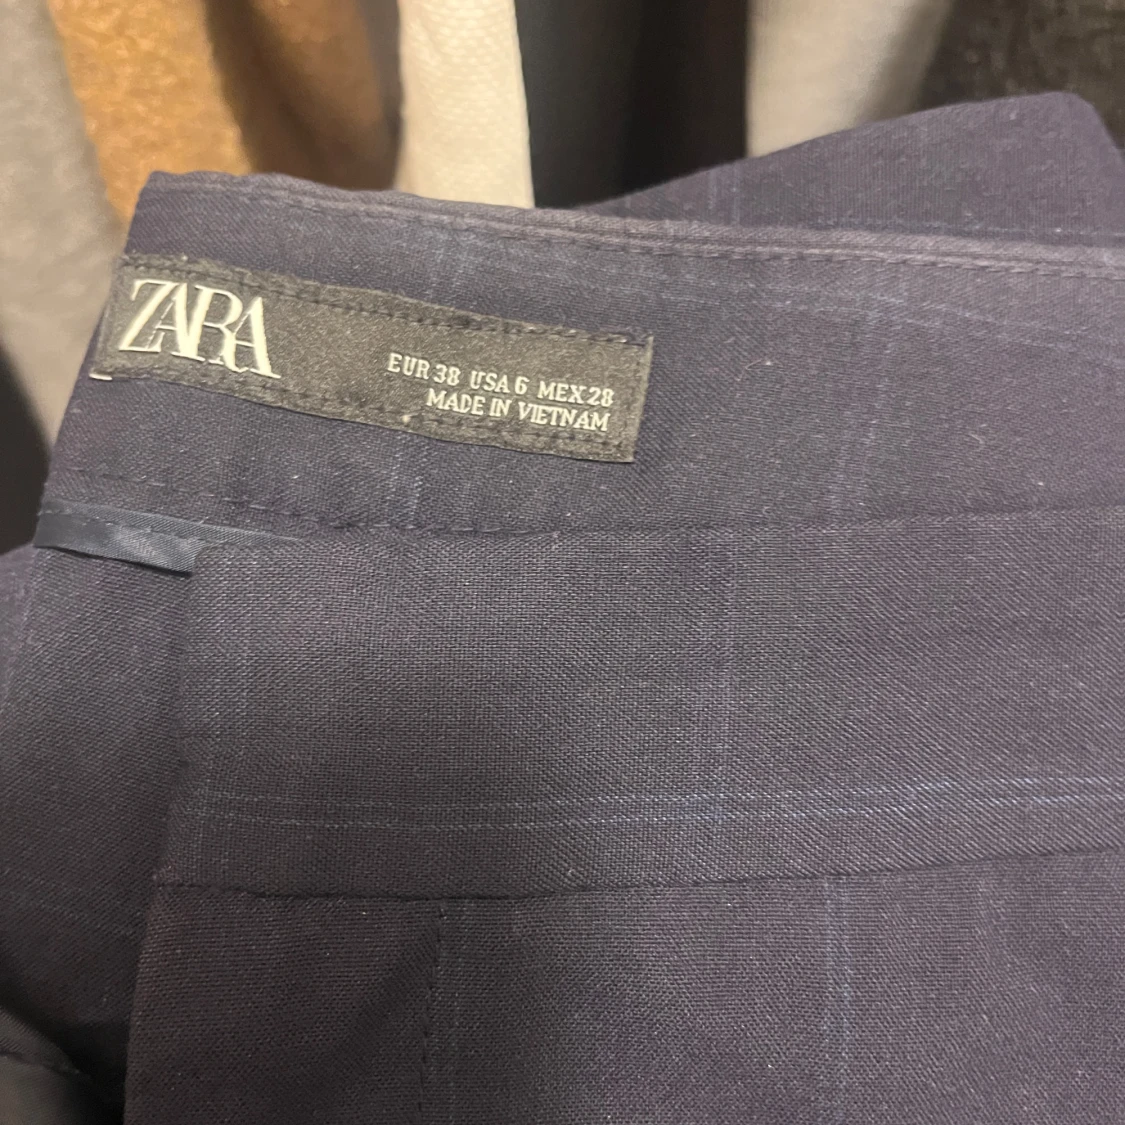 ZARA
EUR 38 USA 6 MEX 28
MADE IN VIETNAM